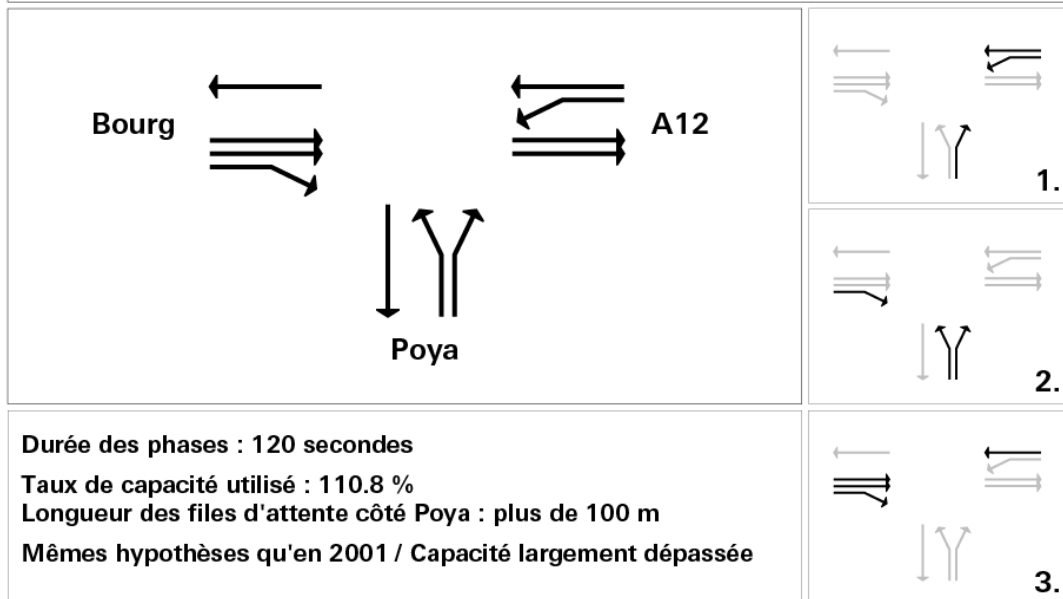 Bourg
A12
Poya
1.
2.
3.
Durée des phases : 120 secondes
Taux de capacité utilisé : 110.8 %
Longueur des files d'attente côté Poya : plus de 100 m
Mêmes hypothèses qu'en 2001 / Capacité largement dépassée